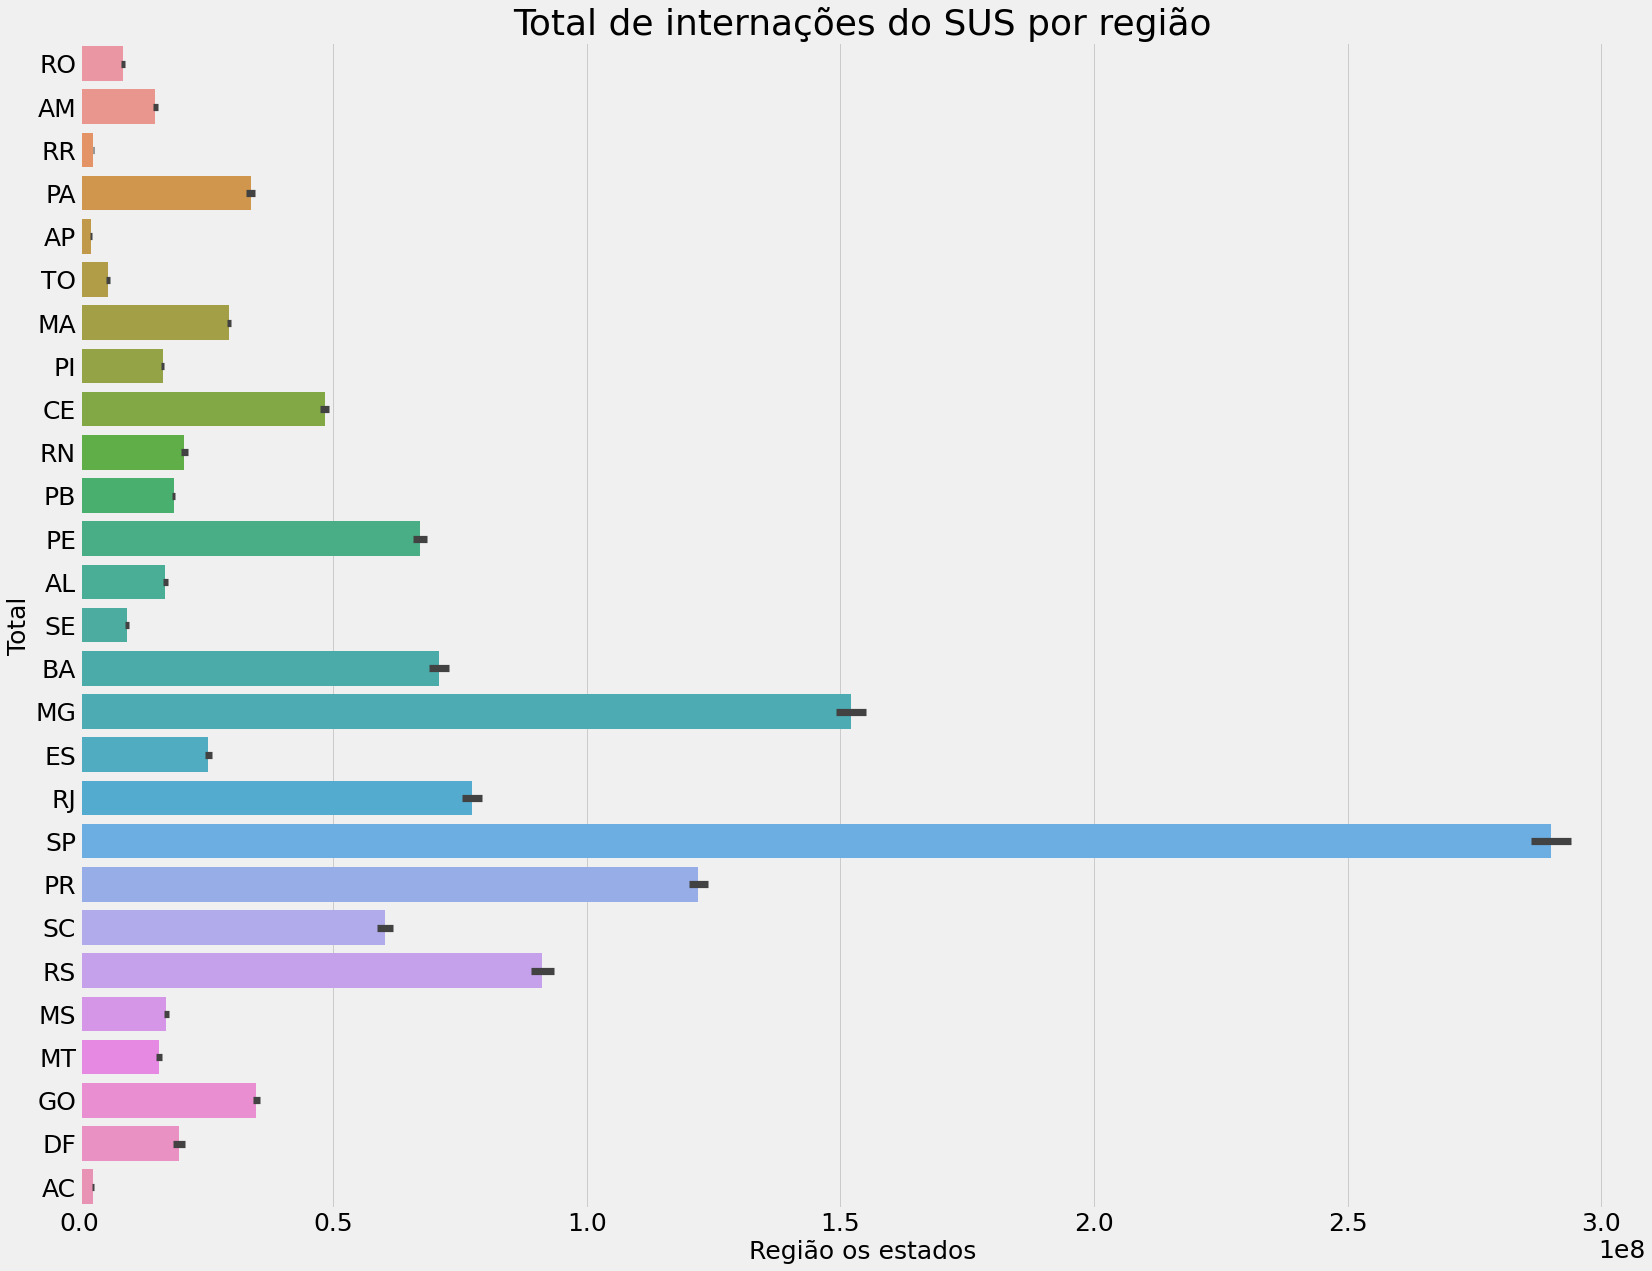 Total de internações do SUS por região
RO
AM
RR
PA
AP
TO
MA
PI
CE
RN
PB
PE
AL
SE
BA
MG
ES
RJ
SP
PR
SC
RS
MS
MT
GO
DF
AC
Total
0.0 0.5 1.0 1.5 2.0 2.5 3.0
1e8
Região os estados